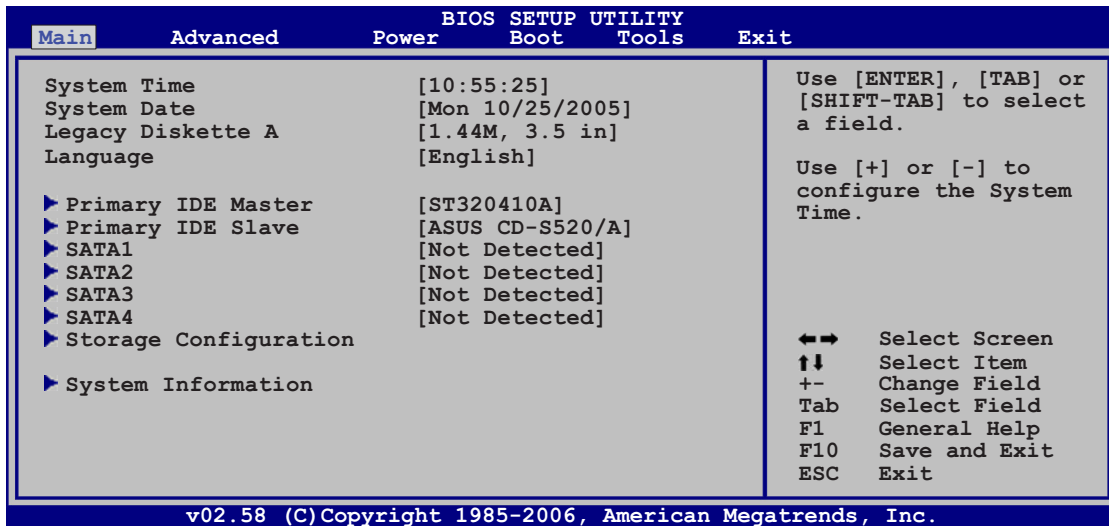 BIOS SETUP UTILITY
Main Advanced Power Boot Tools Exit
System Time [10:55:25]
System Date [Mon 10/25/2005]
Legacy Diskette A [1.44M, 3.5 in]
Language [English]
Primary IDE Master [ST320410A]
Primary IDE Slave [ASUS CD-S520/A]
SATA1 [Not Detected]
SATA2 [Not Detected]
SATA3 [Not Detected]
SATA4 [Not Detected]
Storage Configuration
System Information
Use [ENTER], [TAB] or
[SHIFT-TAB] to select
a field.
Use [+] or [-] to
configure the System
Time.
←→ Select Screen
↑↓ Select Item
+- Change Field
Tab Select Field
F1 General Help
F10 Save and Exit
ESC Exit
v02.58 (C)Copyright 1985-2006, American Megatrends, Inc.